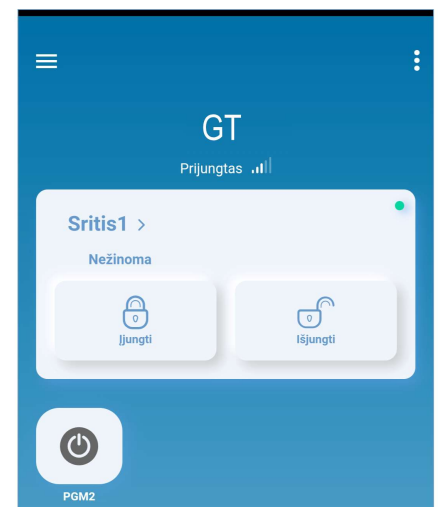 GT
Prijungtas
Sritis1 >
Nežinoma
Įjungti
Išjungti
PGM2